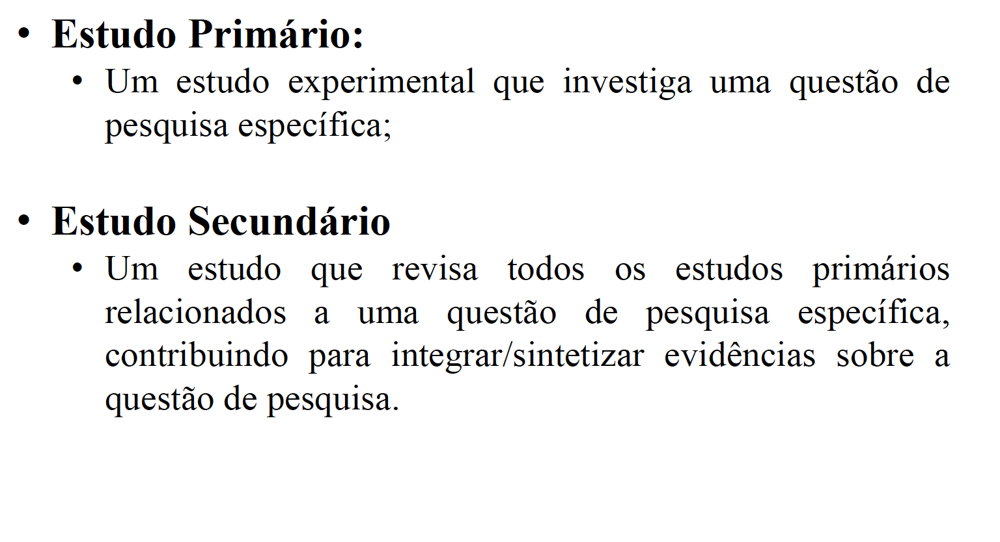 • Estudo Primário:
• Um estudo experimental que investiga uma questão de
pesquisa específica;
• Estudo Secundário
• Um estudo que revisa todos os estudos primários
relacionados a uma questão de pesquisa específica,
contribuindo para integrar/sintetizar evidências sobre a
questão de pesquisa.